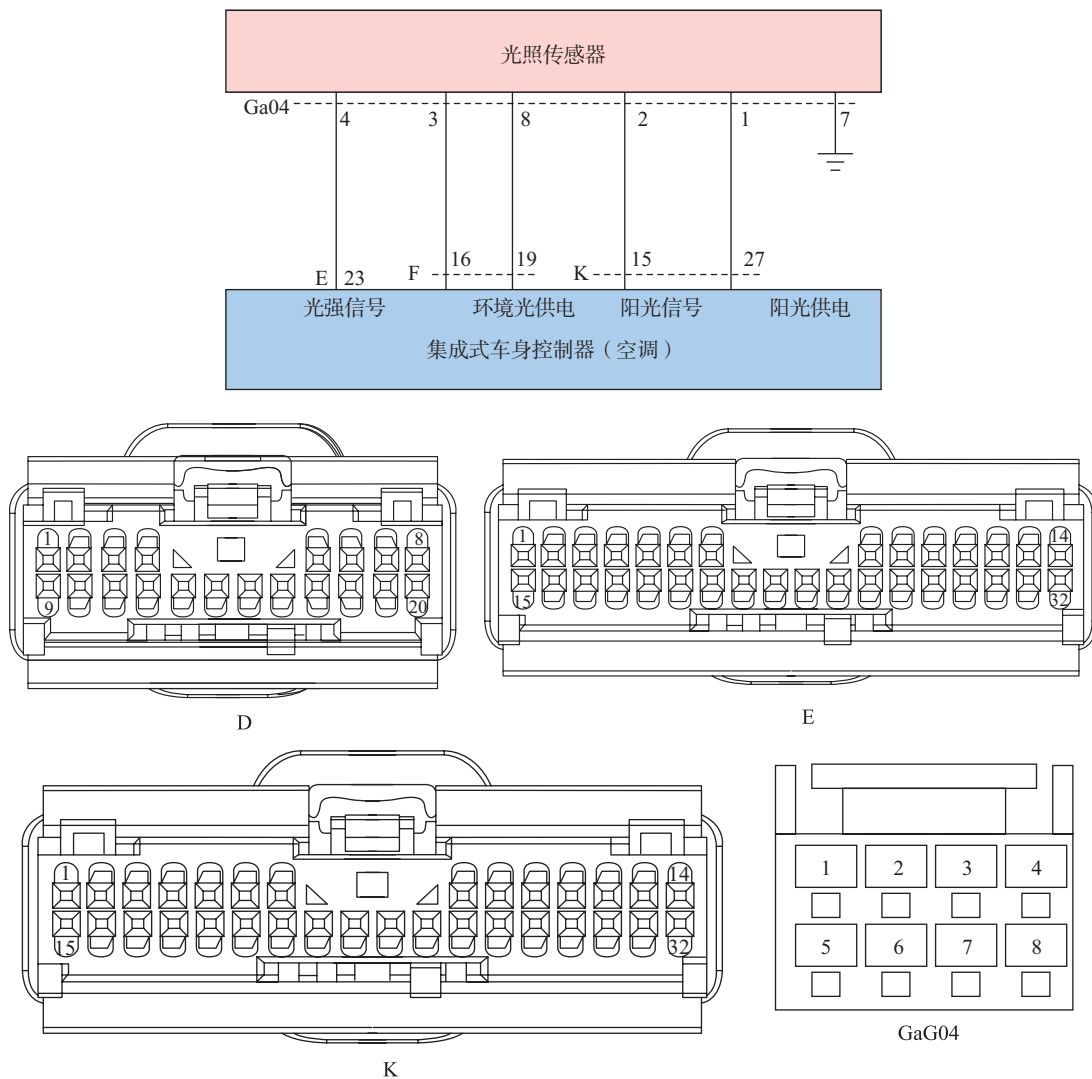 光照传感器
Ga04
4 3 8 2 1 7
E 23 F 16 19 K 15 27
光强信号 环境光供电 阳光信号 阳光供电
集成式车身控制器（空调）
1 8
9 20
D
1 14
15 32
E
1 14
15 32
K
1 2 3 4
5 6 7 8
GaG04